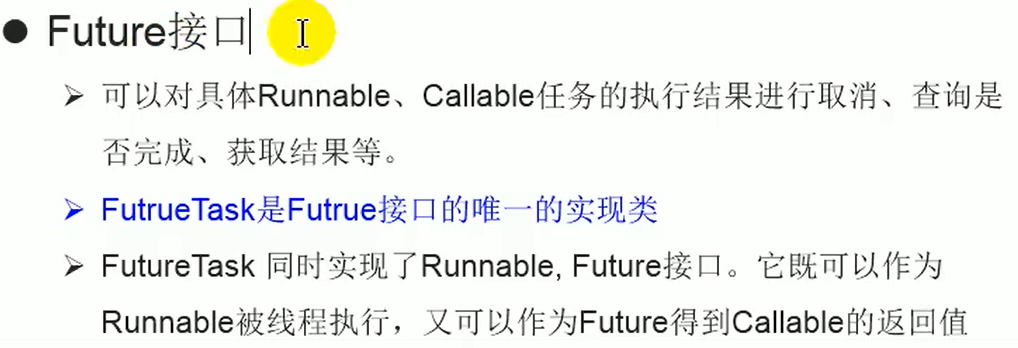 ● Future接口
➢ 可以对具体Runnable、Callable任务的执行结果进行取消、查询是
否完成、获取结果等。
➢ FutrueTask是Futrue接口的唯一的实现类
➢ FutureTask 同时实现了Runnable, Future接口。它既可以作为
Runnable被线程执行，又可以作为Future得到Callable的返回值